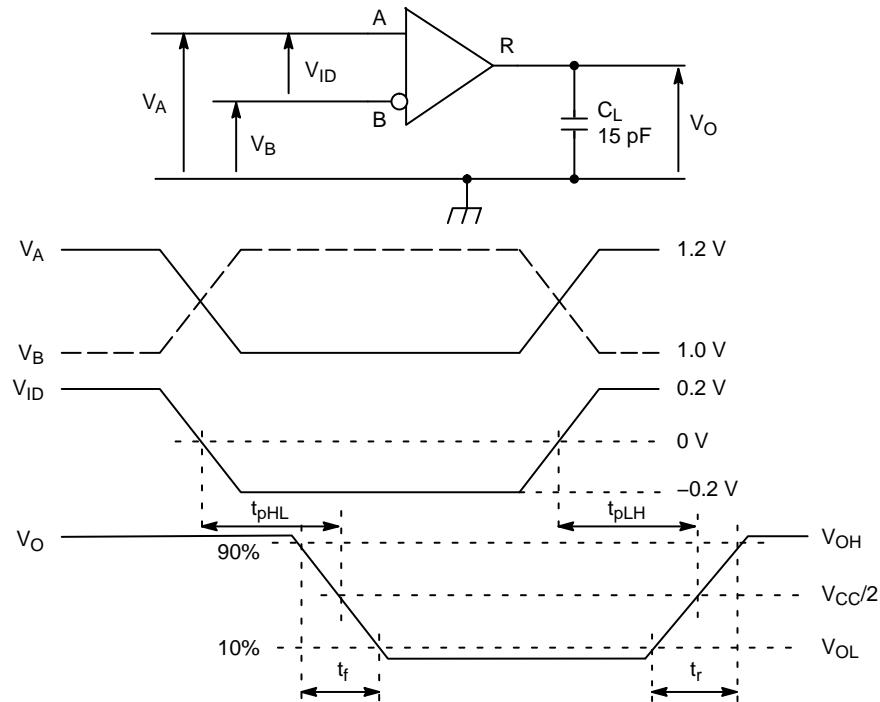 A
R
V_ID
V_A
B
C_L
15 pF
V_O
V_B
V_A
1.2 V
V_B
1.0 V
V_ID
0.2 V
0 V
–0.2 V
t_pHL
t_pLH
V_O
V_OH
90%
V_CC/2
10%
V_OL
t_f
t_r